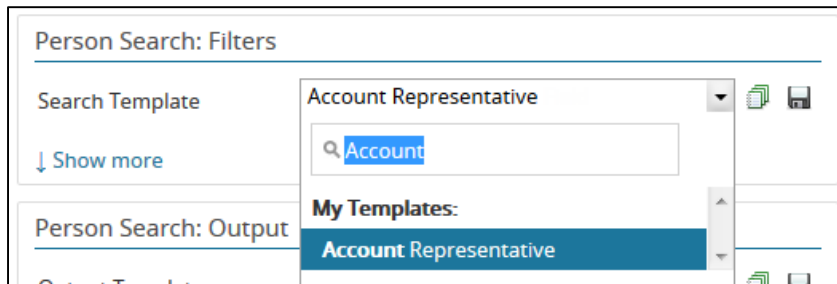 Person Search: Filters
Search Template
Account Representative
↓ Show more
Account
My Templates:
Account Representative
Person Search: Output